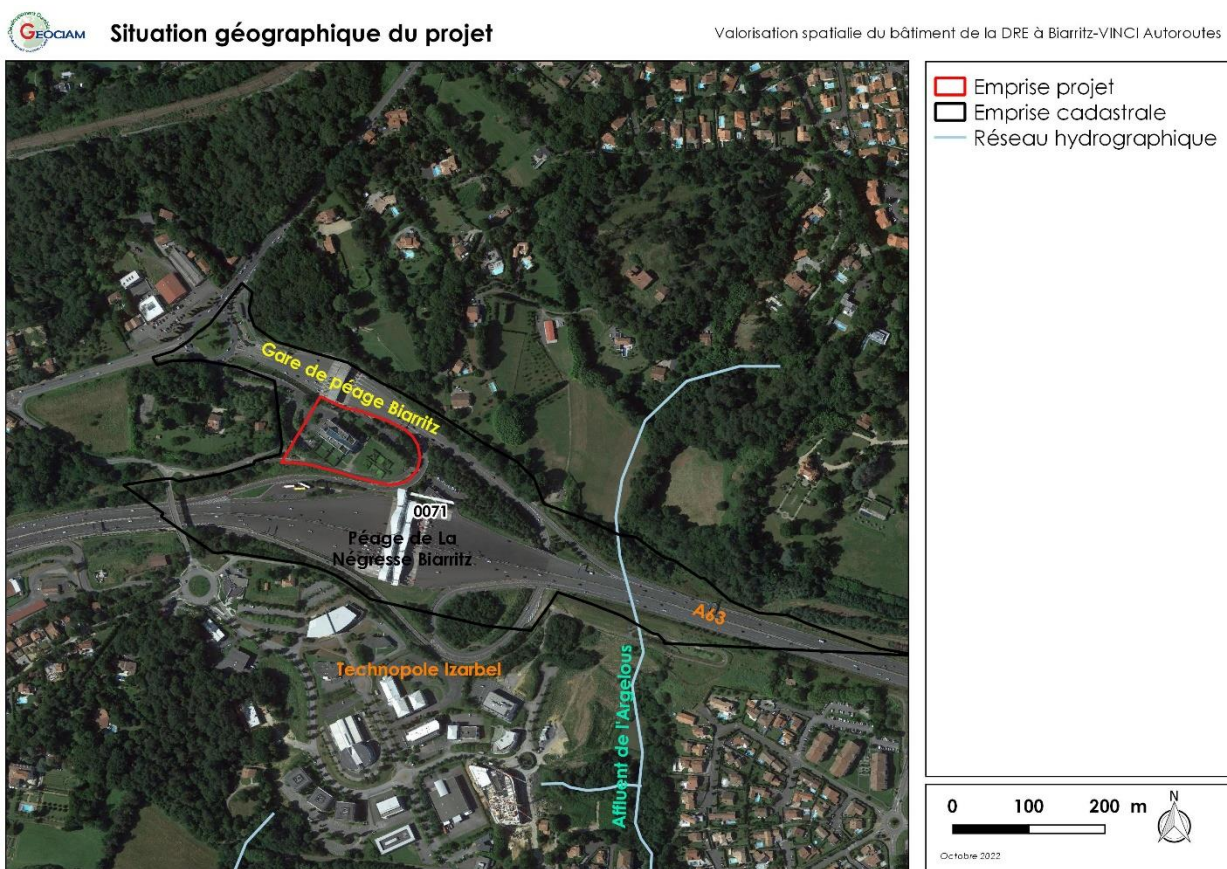 GEOCIAM
Situation géographique du projet
Valorisation spatialie du bâtiment de la DRE à Biarritz-VINCI Autoroutes
Emprise projet
Emprise cadastrale
Réseau hydrographique
Gare de péage Biarritz
0071
Péage de La
Négresse Biarritz
A63
Technopole Izarbel
Affluent de l'Argelous
0 100 200 m
N
Octobre 2022